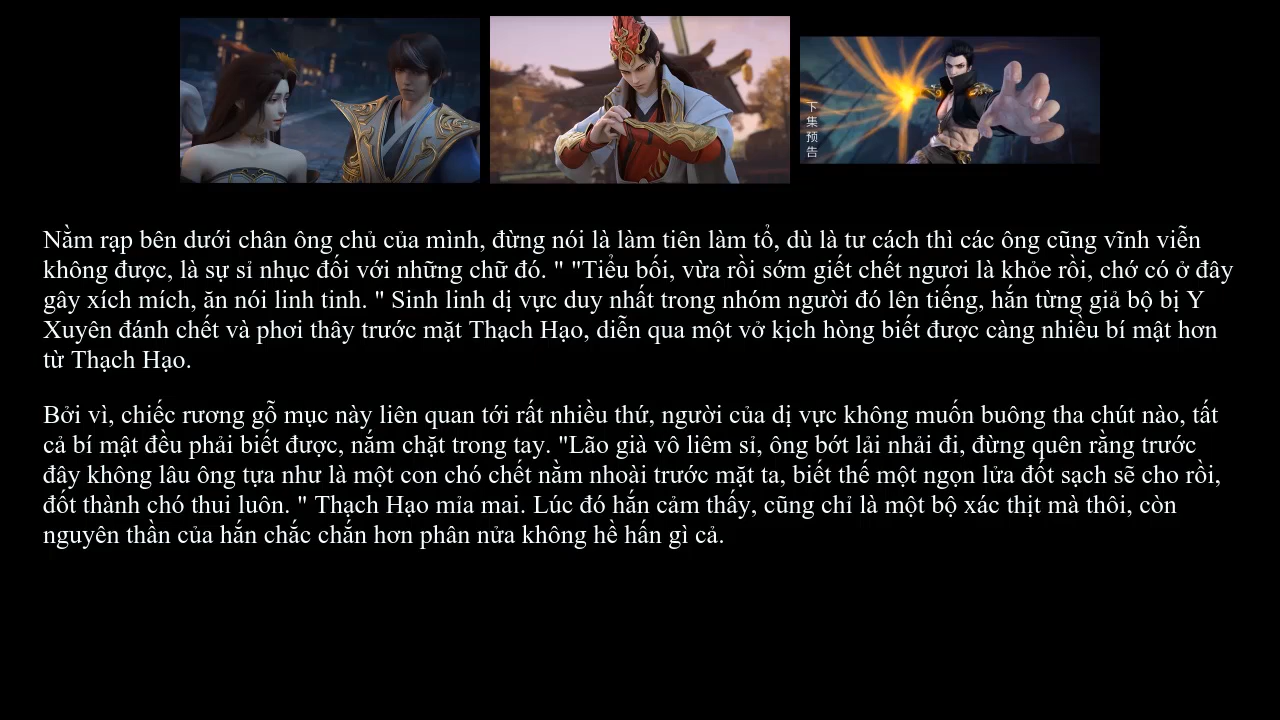 下
集
预
告
Nằm rạp bên dưới chân ông chủ của mình, đừng nói là làm tiên làm tổ, dù là tư cách thì các ông cũng vĩnh viễn
không được, là sự sỉ nhục đối với những chữ đó. " "Tiểu bối, vừa rồi sớm giết chết ngươi là khỏe rồi, chớ có ở đây
gây xích mích, ăn nói linh tinh. " Sinh linh dị vực duy nhất trong nhóm người đó lên tiếng, hắn từng giả bộ bị Y
Xuyên đánh chết và phơi thây trước mặt Thạch Hạo, diễn qua một vở kịch hòng biết được càng nhiều bí mật hơn
từ Thạch Hạo.
Bởi vì, chiếc rương gỗ mục này liên quan tới rất nhiều thứ, người của dị vực không muốn buông tha chút nào, tất
cả bí mật đều phải biết được, nắm chặt trong tay. "Lão già vô liêm sỉ, ông bớt lải nhải đi, đừng quên rằng trước
đây không lâu ông tựa như là một con chó chết nằm nhoài trước mặt ta, biết thế một ngọn lửa đốt sạch sẽ cho rồi,
đốt thành chó thui luôn. " Thạch Hạo mỉa mai. Lúc đó hắn cảm thấy, cũng chỉ là một bộ xác thịt mà thôi, còn
nguyên thần của hắn chắc chắn hơn phân nửa không hề hấn gì cả.